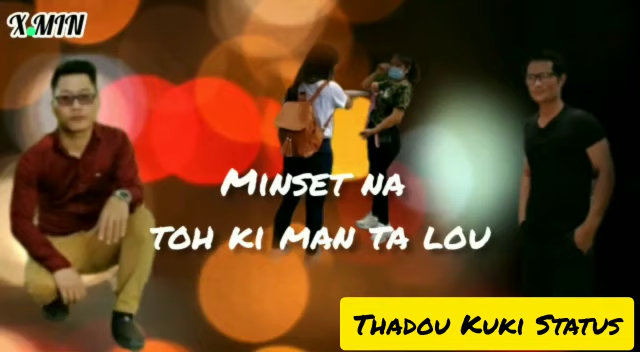 X.MIN
MINSET NA
TOH KI MAN TA LOU
THADOU KUKI STATUS